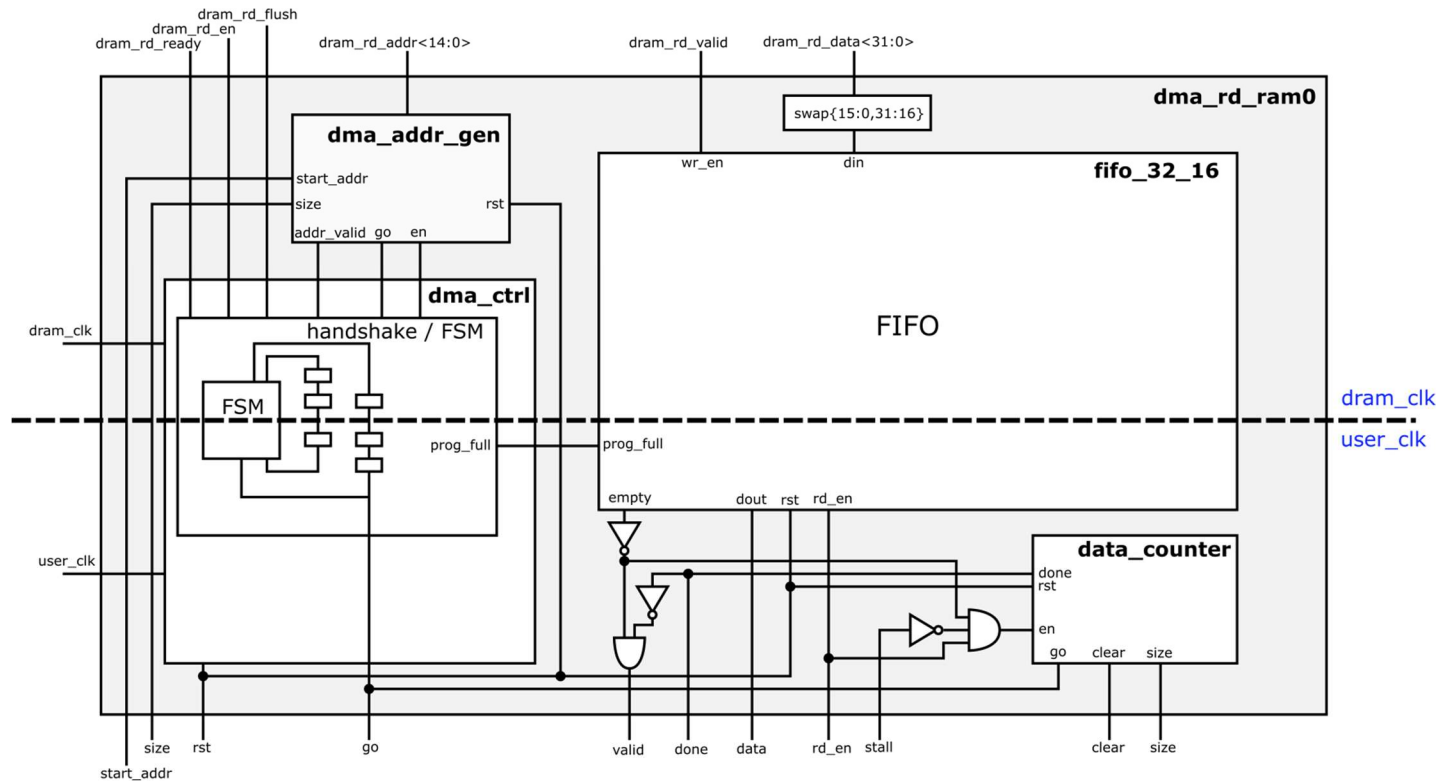 dram_rd_flush
dram_rd_en
dram_rd_ready
dram_rd_addr<14:0>
dram_rd_valid
dram_rd_data<31:0>
dma_rd_ram0
swap{15:0,31:16}
dma_addr_gen
start_addr
size
rst
addr_valid
go
en
wr_en
din
fifo_32_16
FIFO
dma_ctrl
handshake / FSM
dram_clk
FSM
prog_full
prog_full
dram_clk
user_clk
empty
dout
rst
rd_en
user_clk
data_counter
done
rst
en
go
clear
size
size
rst
go
valid
done
data
rd_en
stall
clear
size
start_addr